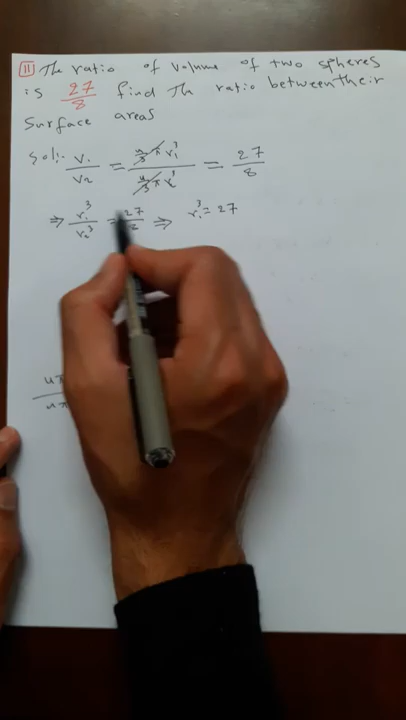 11 The ratio of volume of two spheres
is 27/8 find The ratio between their
Surface areas
Sol:- V₁/V₂ = (4/3 π r₁³)/(4/3 π r₂³) = 27/8
⇒ r₁³/r₂³ = 27/8 ⇒ r₁³ = 27